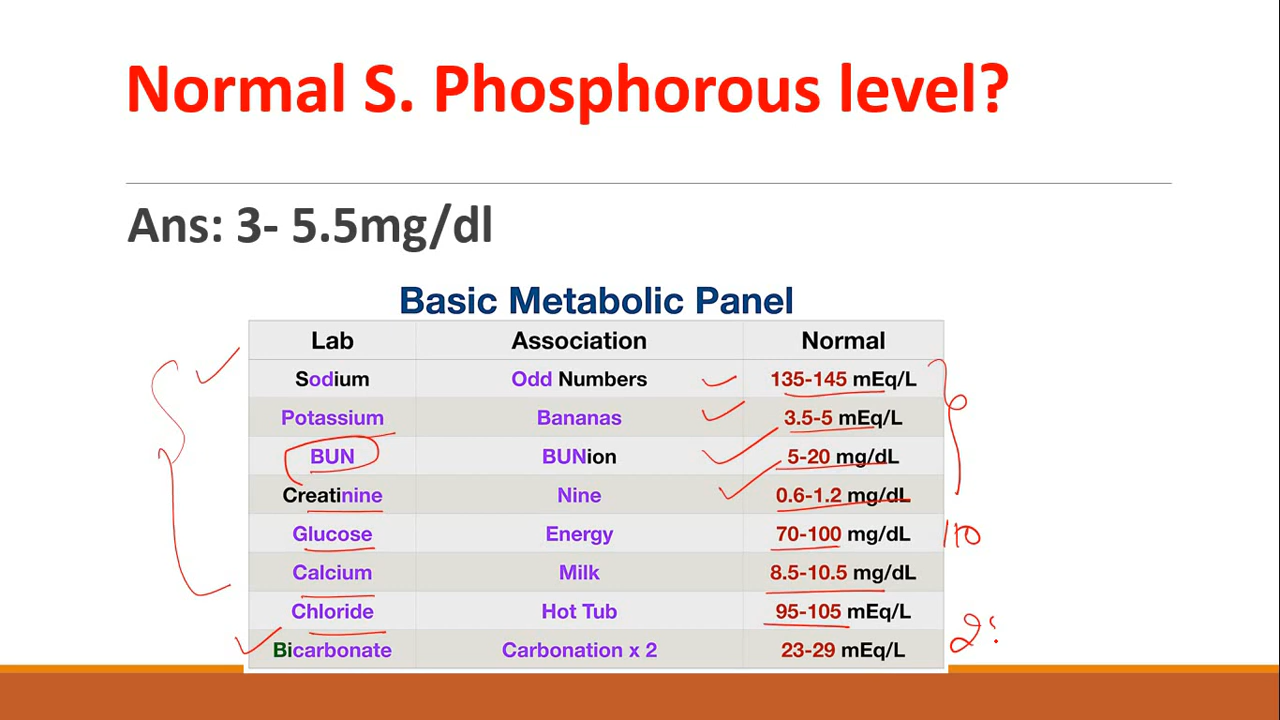 Normal S. Phosphorous level?
Ans: 3- 5.5mg/dl
Basic Metabolic Panel
Lab Association Normal
Sodium Odd Numbers 135-145 mEq/L
Potassium Bananas 3.5-5 mEq/L
BUN BUNion 5-20 mg/dL
Creatinine Nine 0.6-1.2 mg/dL
Glucose Energy 70-100 mg/dL 110
Calcium Milk 8.5-10.5 mg/dL
Chloride Hot Tub 95-105 mEq/L
Bicarbonate Carbonation x 2 23-29 mEq/L